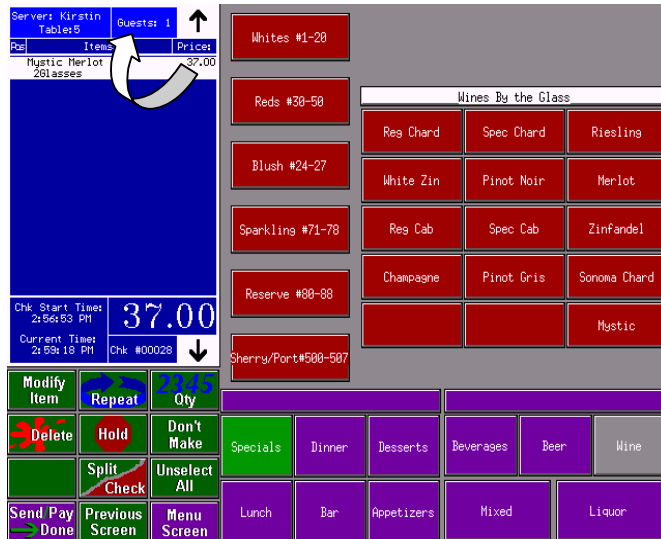 Server: Kirstin
Table:5
Guests: 1
Pos Items Price:
Mystic Merlot 37.00
2Glasses
Chk Start Time:
2:56:53 PM
37.00
Current Time:
2:59:18 PM
Chk #00028
Whites #1-20
Reds #30-50
Blush #24-27
Sparkling #71-78
Reserve #80-88
Sherry/Port#500-507
Wines By the Glass
Reg Chard Spec Chard Riesling
White Zin Pinot Noir Merlot
Reg Cab Spec Cab Zinfandel
Champagne Pinot Gris Sonoma Chard
Mystic
Modify
Item
Repeat
2345
Qty
Delete
Hold
Don't
Make
Split
Check
Unselect
All
Send/Pay
Done
Previous
Screen
Menu
Screen
Specials Dinner Desserts Beverages Beer Wine
Lunch Bar Appetizers Mixed Liquor